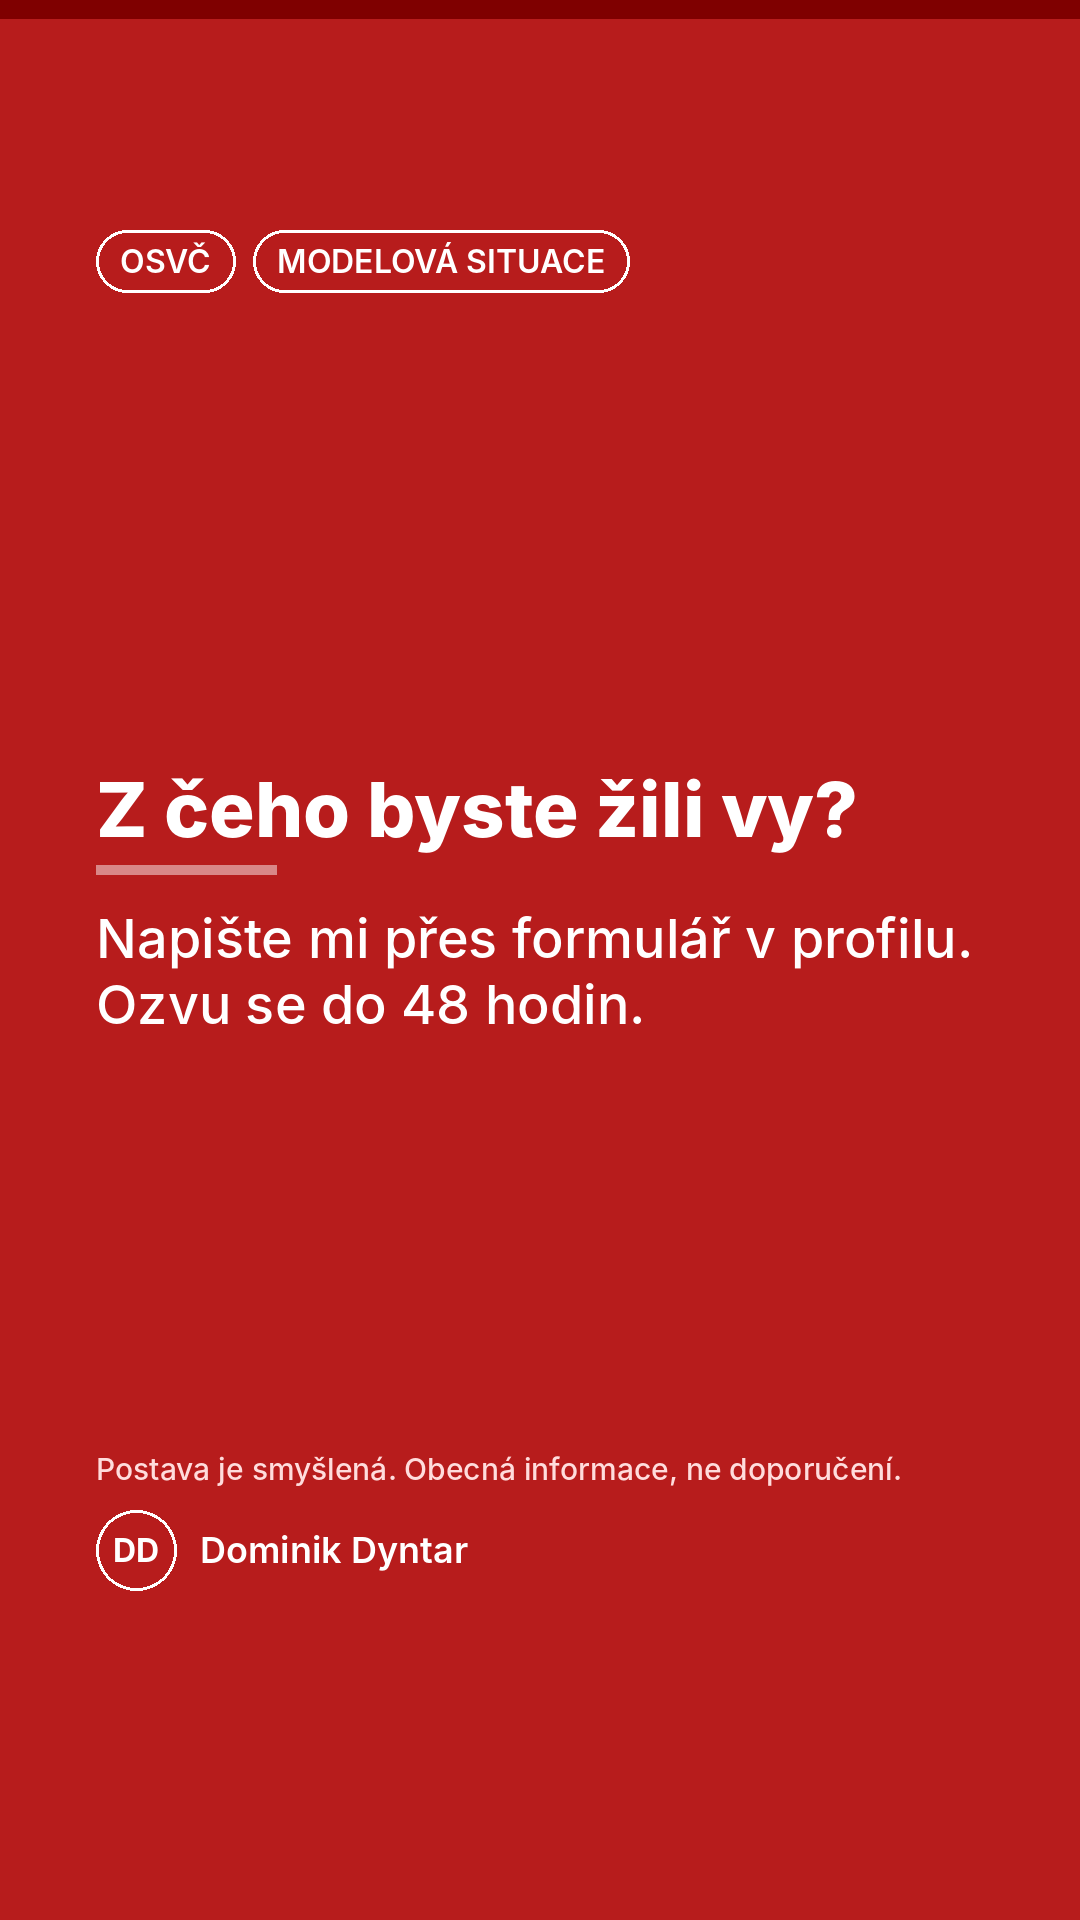 OSVČ MODELOVÁ SITUACE
Z čeho byste žili vy?
Napište mi přes formulář v profilu.
Ozvu se do 48 hodin.
Postava je smyšlená. Obecná informace, ne doporučení.
DD Dominik Dyntar